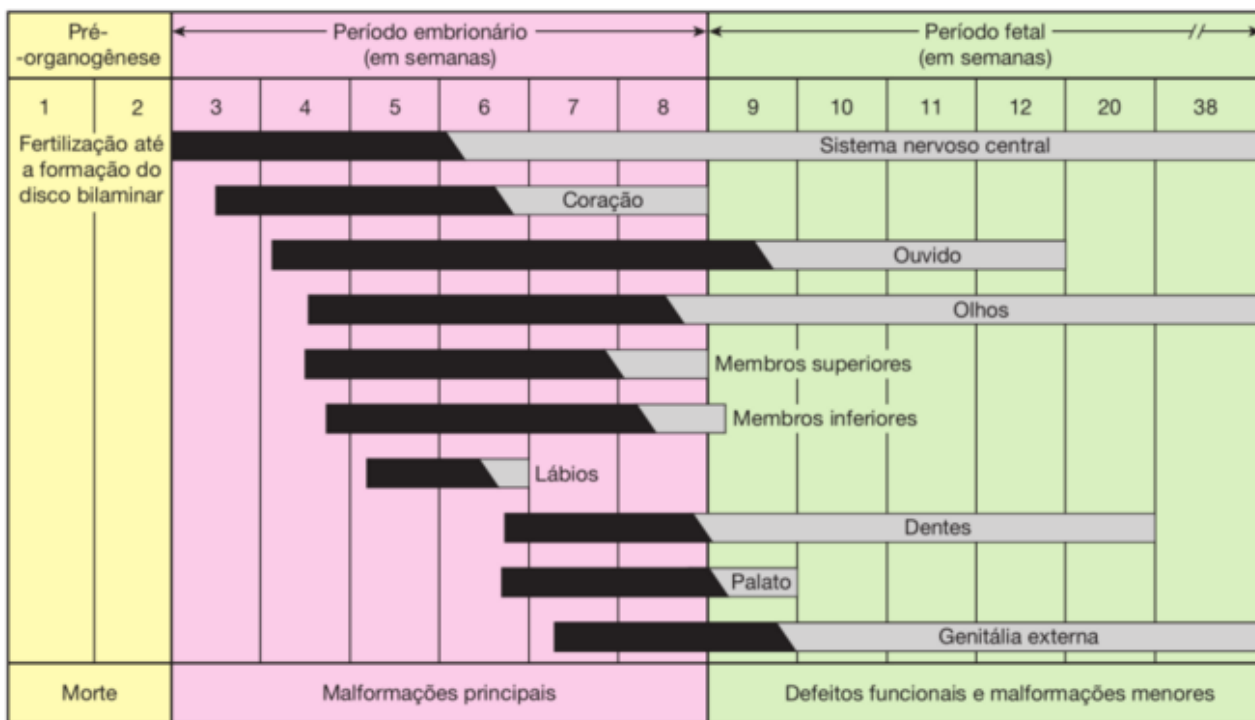 Pré-
-organogênese
Período embrionário
(em semanas)
Período fetal
(em semanas)
1 2 3 4 5 6 7 8 9 10 11 12 20 38
Fertilização até
a formação do
disco bilaminar
Sistema nervoso central
Coração
Ouvido
Olhos
Membros superiores
Membros inferiores
Lábios
Dentes
Palato
Genitália externa
Morte
Malformações principais
Defeitos funcionais e malformações menores